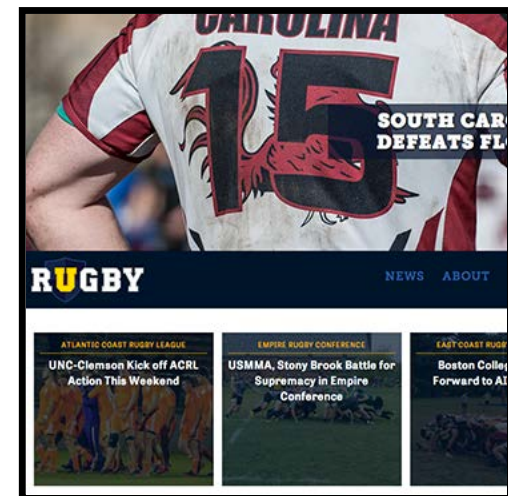 CAROLINA
15
SOUTH CAR
DEFEATS FL
RUGBY
NEWS ABOUT
ATLANTIC COAST RUGBY LEAGUE
UNC-Clemson Kick off ACRL
Action This Weekend
EMPIRE RUGBY CONFERENCE
USMMA, Stony Brook Battle for
Supremacy in Empire
Conference
EAST COAST RUGB
Boston Colleg
Forward to AI